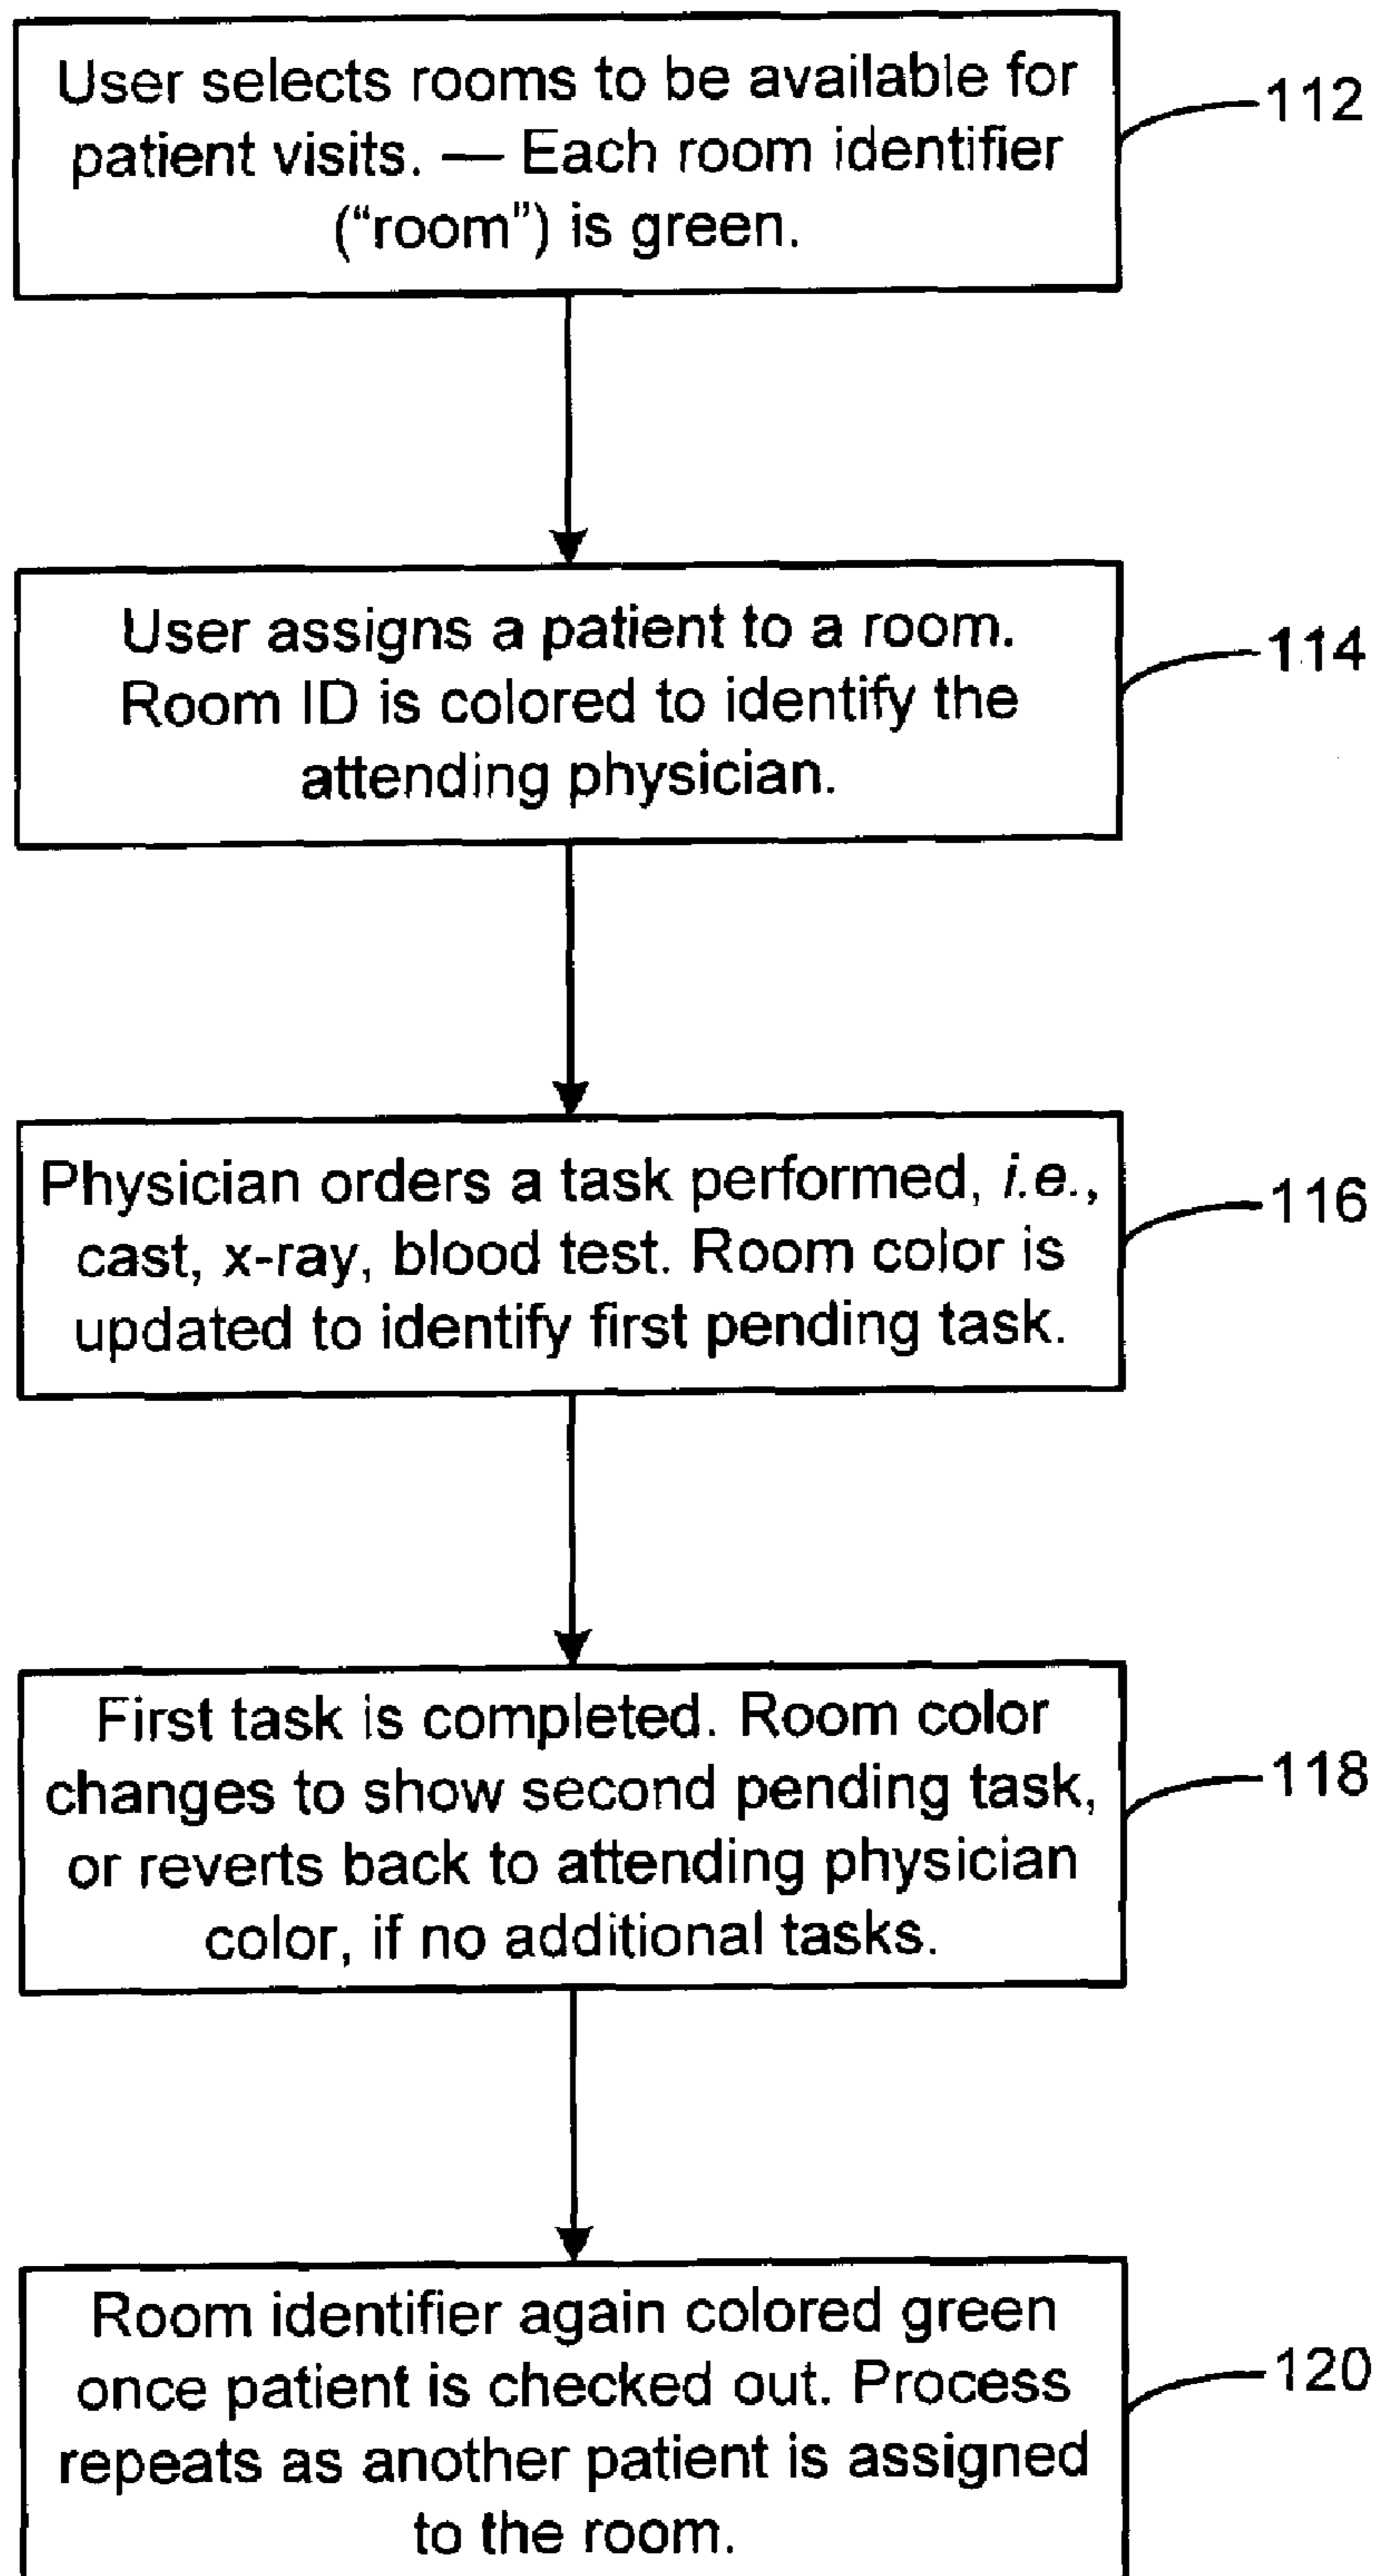 User selects rooms to be available for
patient visits. — Each room identifier
(“room”) is green.
112
User assigns a patient to a room.
Room ID is colored to identify the
attending physician.
114
Physician orders a task performed, i.e.,
cast, x-ray, blood test. Room color is
updated to identify first pending task.
116
First task is completed. Room color
changes to show second pending task,
or reverts back to attending physician
color, if no additional tasks.
118
Room identifier again colored green
once patient is checked out. Process
repeats as another patient is assigned
to the room.
120